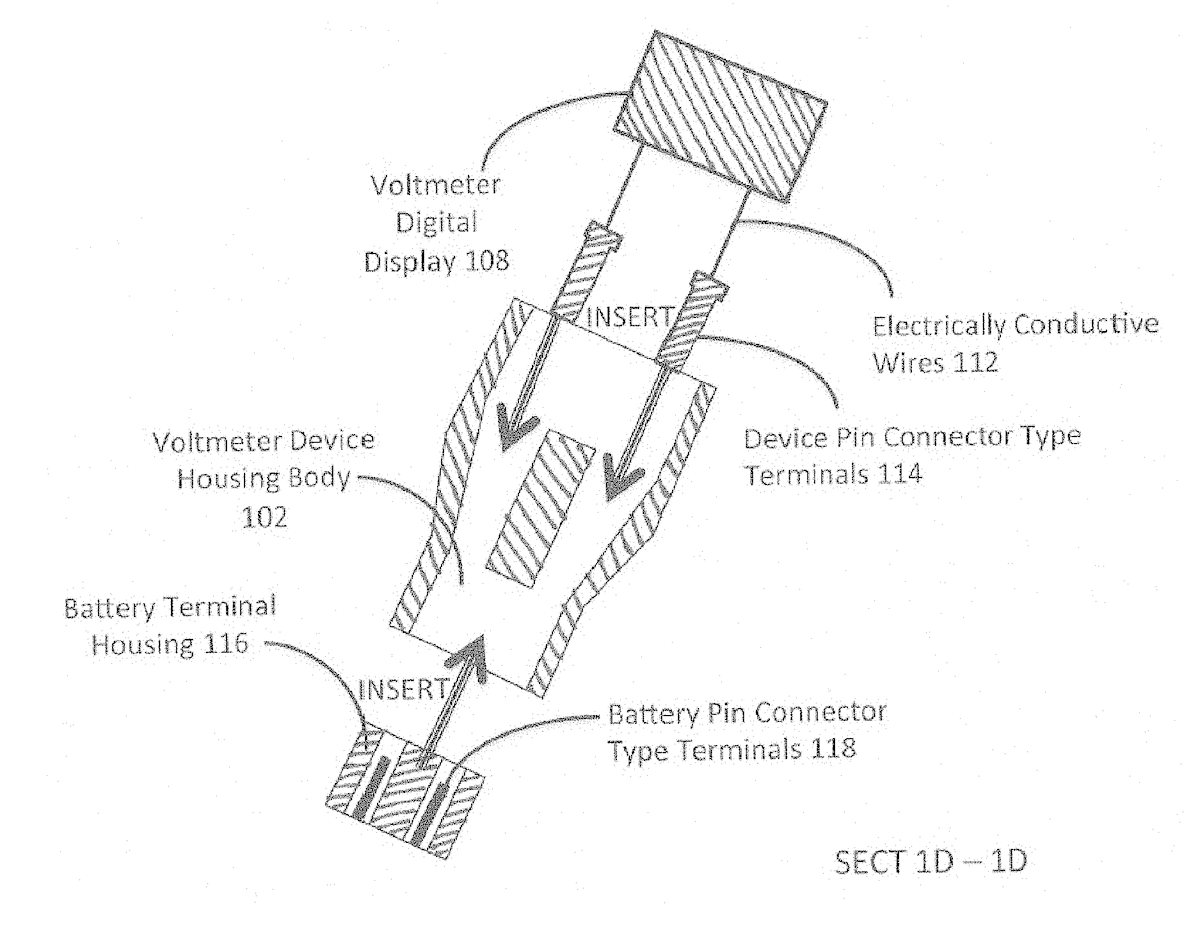 Voltmeter
Digital
Display 108
INSERT
Electrically Conductive
Wires 112
Device Pin Connector Type
Terminals 114
Voltmeter Device
Housing Body
102
Battery Terminal
Housing 116
INSERT
Battery Pin Connector
Type Terminals 118
SECT 1D – 1D